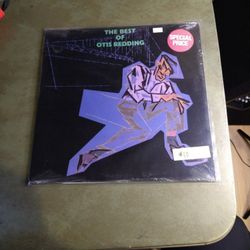 THE BEST
OF
OTIS REDDING
SPECIAL
PRICE